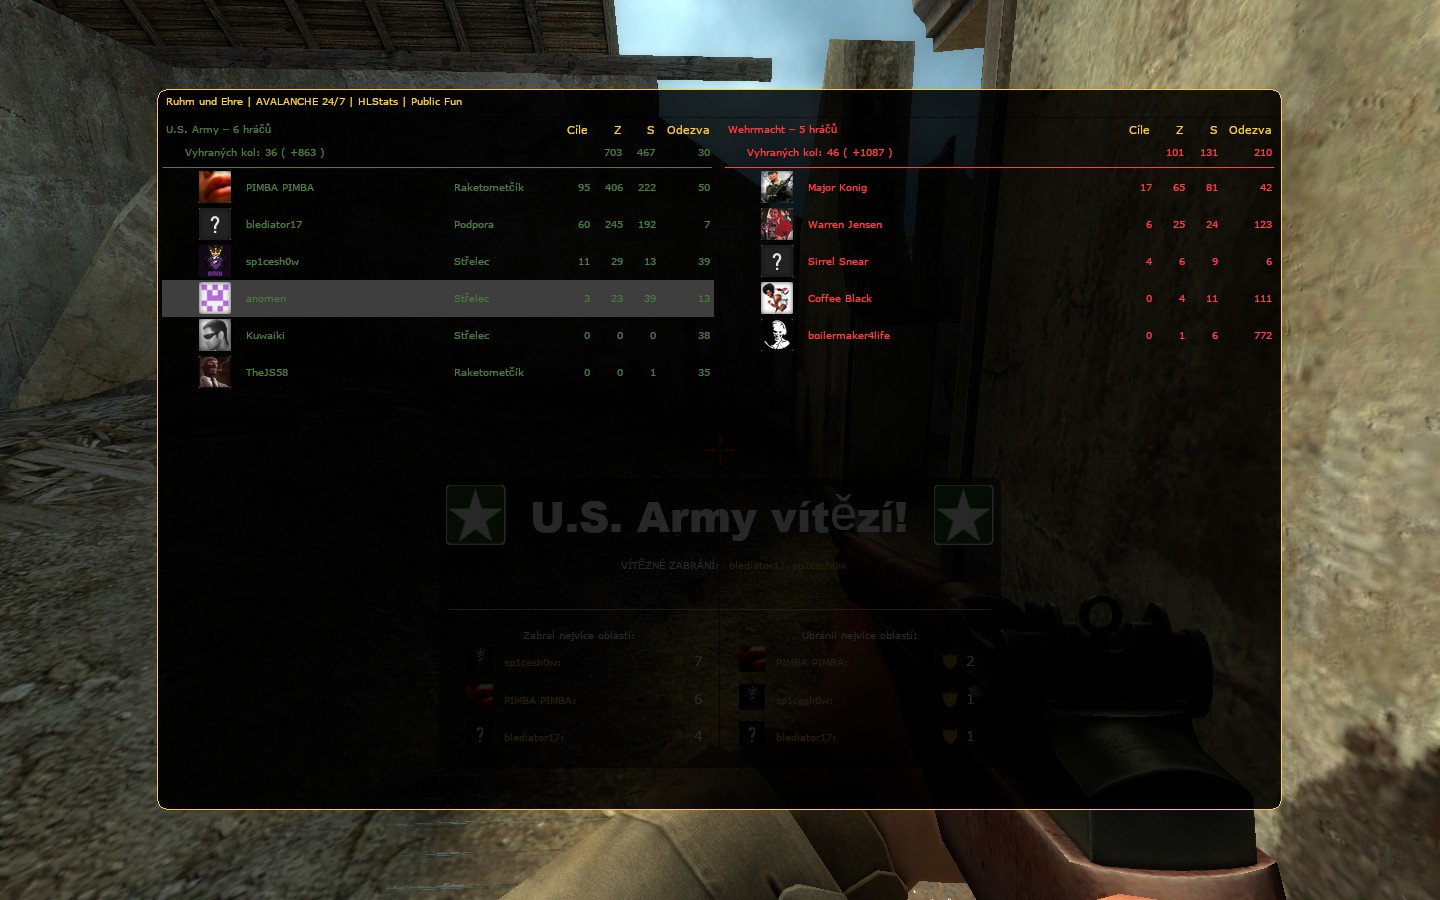 Ruhm und Ehre | AVALANCHE 24/7 | HLStats | Public Fun
U.S. Army – 6 hráčů Cíle Z S Odezva
Vyhraných kol: 36 ( +863 ) 703 467 30
PIMBA PIMBA Raketometčík 95 406 222 50
? blediator17 Podpora 60 245 192 7
sp1cesh0w Střelec 11 29 13 39
anomen Střelec 3 23 39 13
Kuwaiki Střelec 0 0 0 38
TheJS58 Raketometčík 0 0 1 35
Wehrmacht – 5 hráčů Cíle Z S Odezva
Vyhraných kol: 46 ( +1087 ) 101 131 210
Major Konig 17 65 81 42
Warren Jensen 6 25 24 123
? Sirrel Snear 4 6 9 6
Coffee Black 0 4 11 111
boilermaker4life 0 1 6 772
U.S. Army vítězí!
VÍTĚZNÉ ZABRÁNÍ: blediator17, sp1cesh0w
Zabral nejvíce oblastí:
sp1cesh0w: 7
PIMBA PIMBA: 6
? blediator17: 4
Ubránil nejvíce oblastí:
PIMBA PIMBA: 2
sp1cesh0w: 1
? blediator17: 1